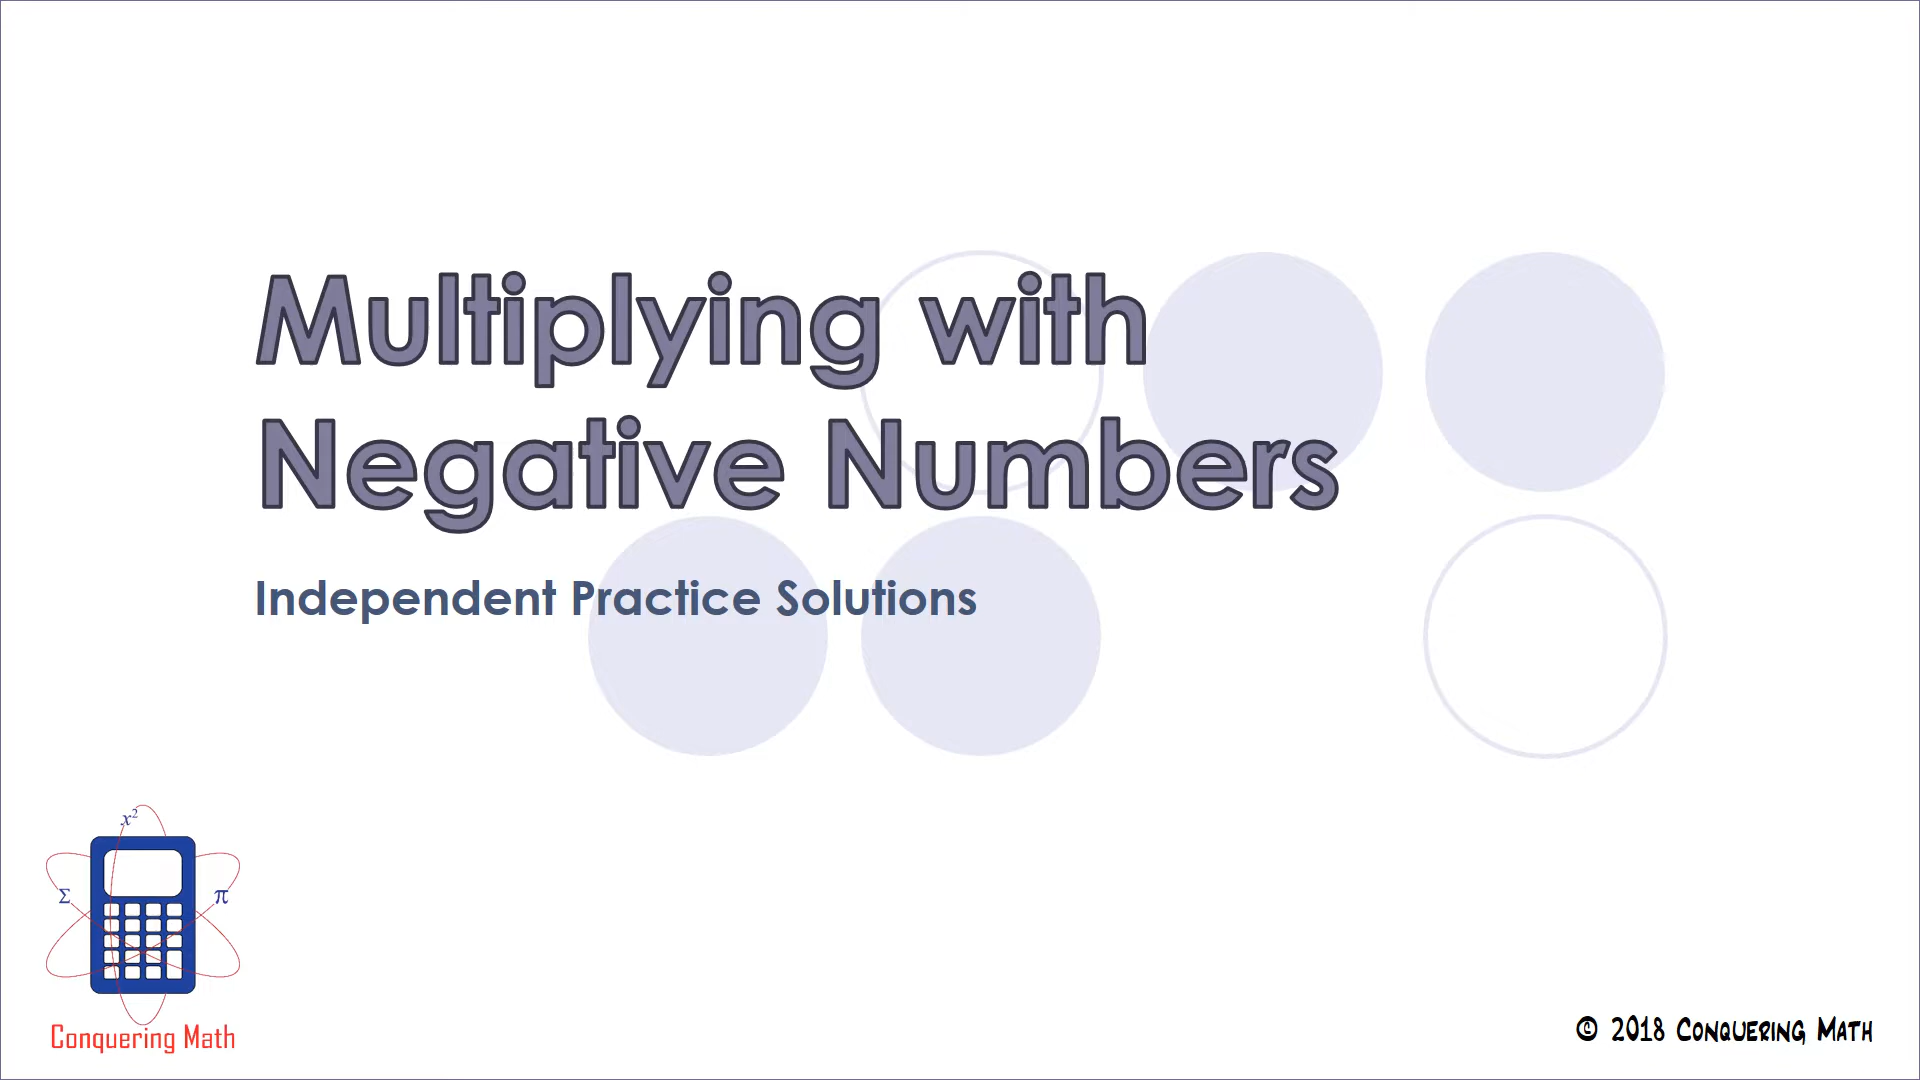 Multiplying with
Negative Numbers
Independent Practice Solutions
x²
Σ
π
Conquering Math
© 2018 Conquering Math